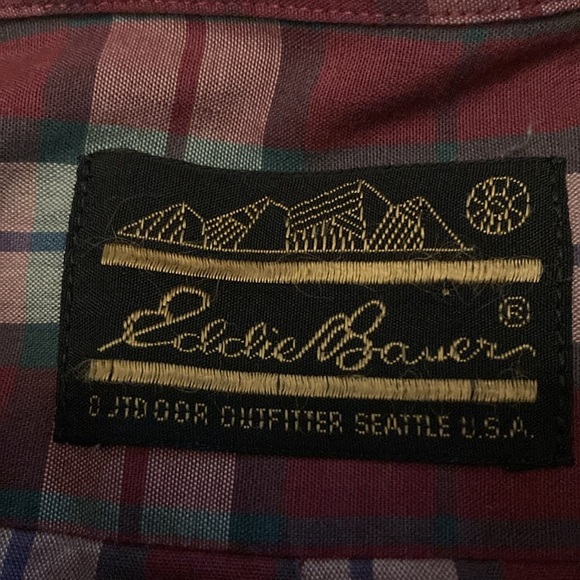 Eddie Bauer ®
OUTDOOR OUTFITTER SEATTLE U.S.A.